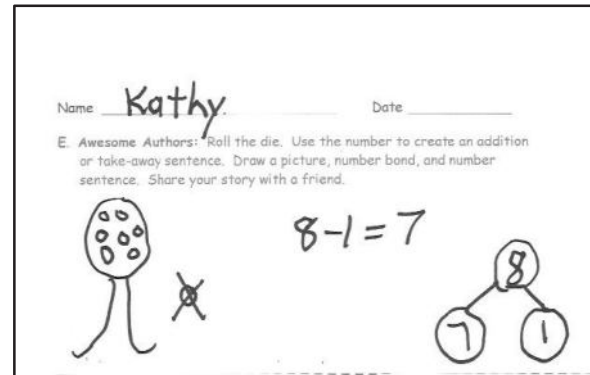 Name Kathy Date
E. Awesome Authors: Roll the die. Use the number to create an addition
or take-away sentence. Draw a picture, number bond, and number
sentence. Share your story with a friend.
8-1=7
8
7 1